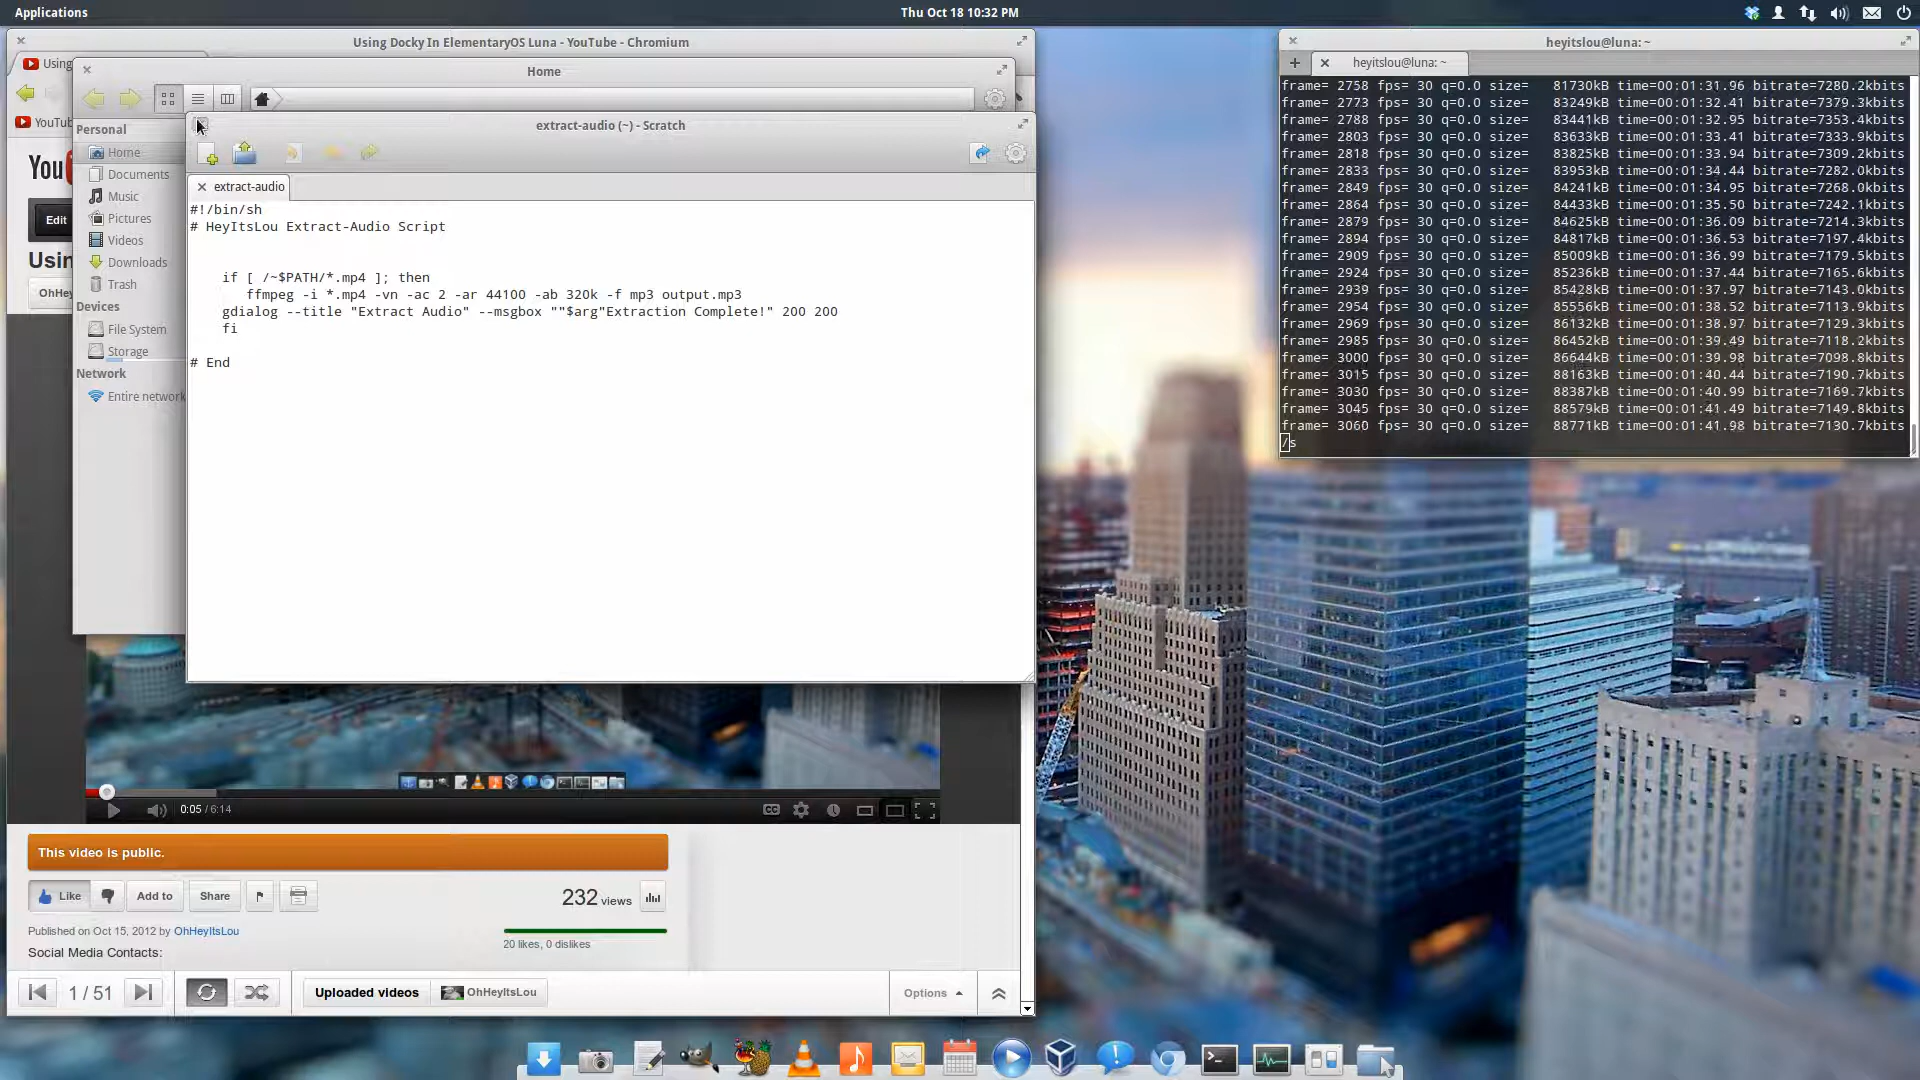 Applications
Thu Oct 18 10:32 PM
Using Docky In ElementaryOS Luna - YouTube - Chromium
Using
YouTub
You
Edit
Usin
OhHey
Home
Personal
Home
Documents
Music
Pictures
Videos
Downloads
Trash
Devices
File System
Storage
Network
Entire network
extract-audio (~) - Scratch
extract-audio
#!/bin/sh
# HeyItsLou Extract-Audio Script
if [ /~$PATH/*.mp4 ]; then
ffmpeg -i *.mp4 -vn -ac 2 -ar 44100 -ab 320k -f mp3 output.mp3
gdialog --title "Extract Audio" --msgbox ""$arg"Extraction Complete!" 200 200
fi
# End
0:05 / 6:14
CC
This video is public.
Like
Add to
Share
232 views
Published on Oct 15, 2012 by OhHeyItsLou
20 likes, 0 dislikes
Social Media Contacts:
1 / 51
Uploaded videos
OhHeyItsLou
Options
heyitslou@luna: ~
heyitslou@luna: ~
frame= 2758 fps= 30 q=0.0 size= 81730kB time=00:01:31.96 bitrate=7280.2kbits
frame= 2773 fps= 30 q=0.0 size= 83249kB time=00:01:32.41 bitrate=7379.3kbits
frame= 2788 fps= 30 q=0.0 size= 83441kB time=00:01:32.95 bitrate=7353.4kbits
frame= 2803 fps= 30 q=0.0 size= 83633kB time=00:01:33.41 bitrate=7333.9kbits
frame= 2818 fps= 30 q=0.0 size= 83825kB time=00:01:33.94 bitrate=7309.2kbits
frame= 2833 fps= 30 q=0.0 size= 83953kB time=00:01:34.44 bitrate=7282.0kbits
frame= 2849 fps= 30 q=0.0 size= 84241kB time=00:01:34.95 bitrate=7268.0kbits
frame= 2864 fps= 30 q=0.0 size= 84433kB time=00:01:35.50 bitrate=7242.1kbits
frame= 2879 fps= 30 q=0.0 size= 84625kB time=00:01:36.09 bitrate=7214.3kbits
frame= 2894 fps= 30 q=0.0 size= 84817kB time=00:01:36.53 bitrate=7197.4kbits
frame= 2909 fps= 30 q=0.0 size= 85009kB time=00:01:36.99 bitrate=7179.5kbits
frame= 2924 fps= 30 q=0.0 size= 85236kB time=00:01:37.44 bitrate=7165.6kbits
frame= 2939 fps= 30 q=0.0 size= 85428kB time=00:01:37.97 bitrate=7143.0kbits
frame= 2954 fps= 30 q=0.0 size= 85556kB time=00:01:38.52 bitrate=7113.9kbits
frame= 2969 fps= 30 q=0.0 size= 86132kB time=00:01:38.97 bitrate=7129.3kbits
frame= 2985 fps= 30 q=0.0 size= 86452kB time=00:01:39.49 bitrate=7118.2kbits
frame= 3000 fps= 30 q=0.0 size= 86644kB time=00:01:39.98 bitrate=7098.8kbits
frame= 3015 fps= 30 q=0.0 size= 88163kB time=00:01:40.44 bitrate=7190.7kbits
frame= 3030 fps= 30 q=0.0 size= 88387kB time=00:01:40.99 bitrate=7169.7kbits
frame= 3045 fps= 30 q=0.0 size= 88579kB time=00:01:41.49 bitrate=7149.8kbits
frame= 3060 fps= 30 q=0.0 size= 88771kB time=00:01:41.98 bitrate=7130.7kbits
/s